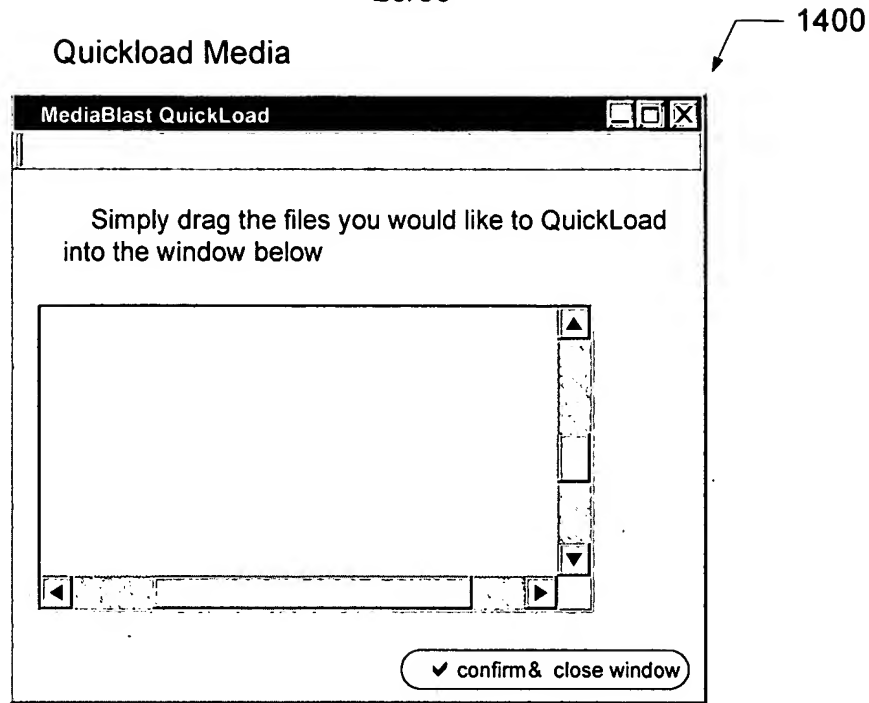 1400
Quickload Media
MediaBlast QuickLoad
Simply drag the files you would like to QuickLoad
into the window below
✔ confirm & close window